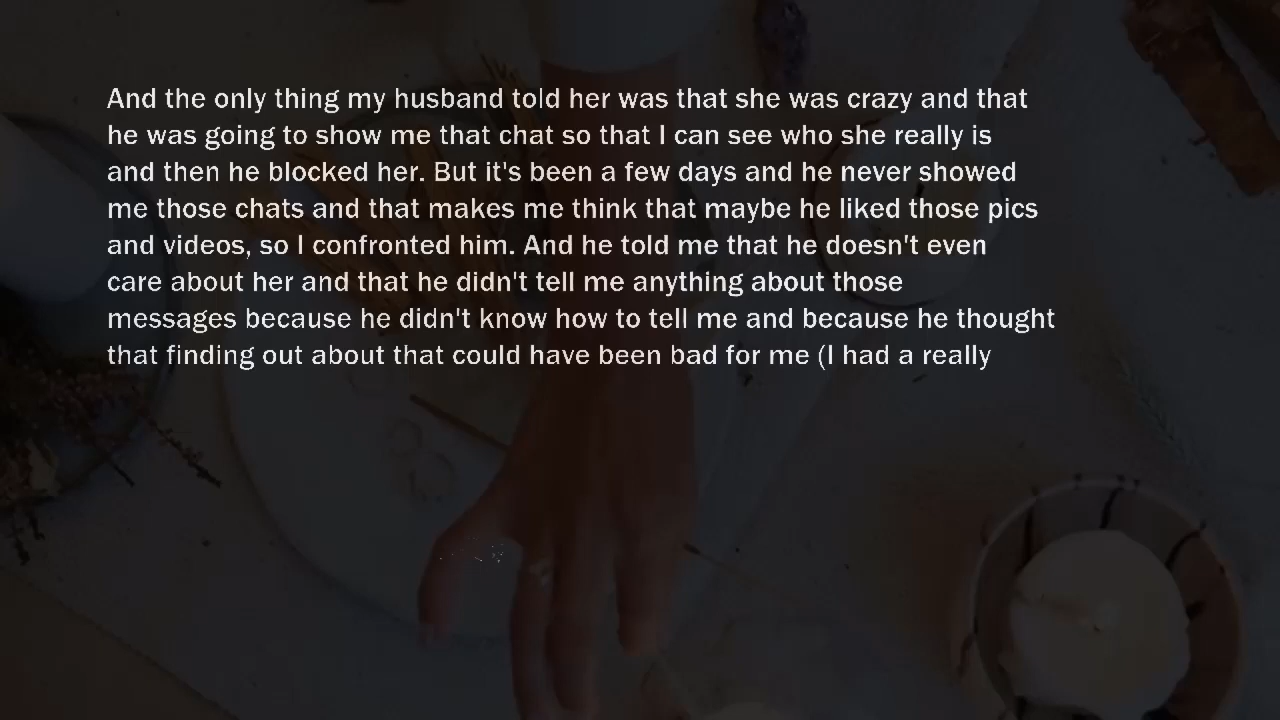 And the only thing my husband told her was that she was crazy and that
he was going to show me that chat so that I can see who she really is
and then he blocked her. But it's been a few days and he never showed
me those chats and that makes me think that maybe he liked those pics
and videos, so I confronted him. And he told me that he doesn't even
care about her and that he didn't tell me anything about those
messages because he didn't know how to tell me and because he thought
that finding out about that could have been bad for me (I had a really